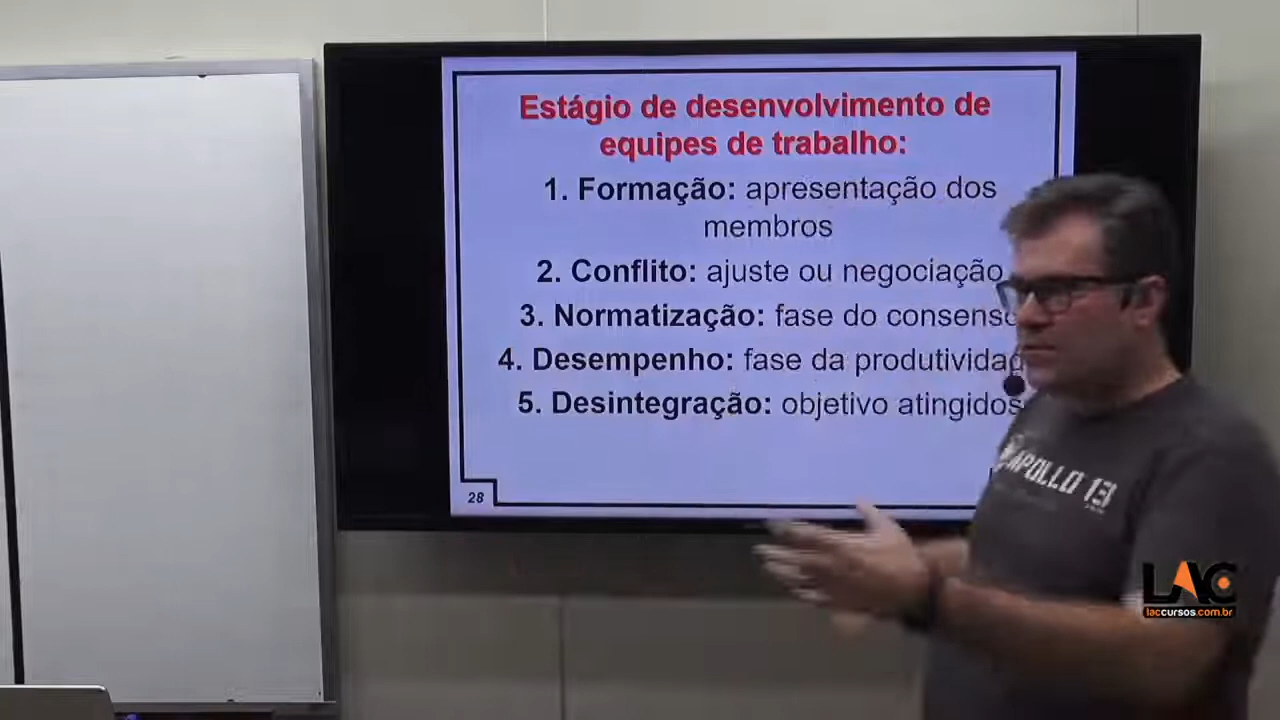 Estágio de desenvolvimento de
equipes de trabalho:
1. Formação: apresentação dos
membros
2. Conflito: ajuste ou negociação
3. Normatização: fase do consenso
4. Desempenho: fase da
5. Desintegração: objetivo atingidos
28
APOLLO 13
LAC
laccursos.com.br